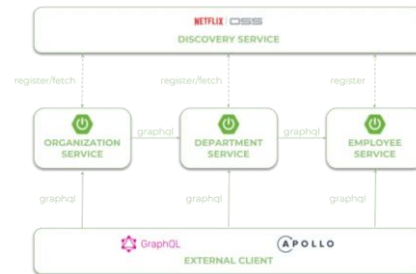 NETFLIX OSS
DISCOVERY SERVICE
register/fetch
register/fetch
register
ORGANIZATION
SERVICE
graphql
DEPARTMENT
SERVICE
graphql
EMPLOYEE
SERVICE
graphql
graphql
graphql
GraphQL
APOLLO
EXTERNAL CLIENT